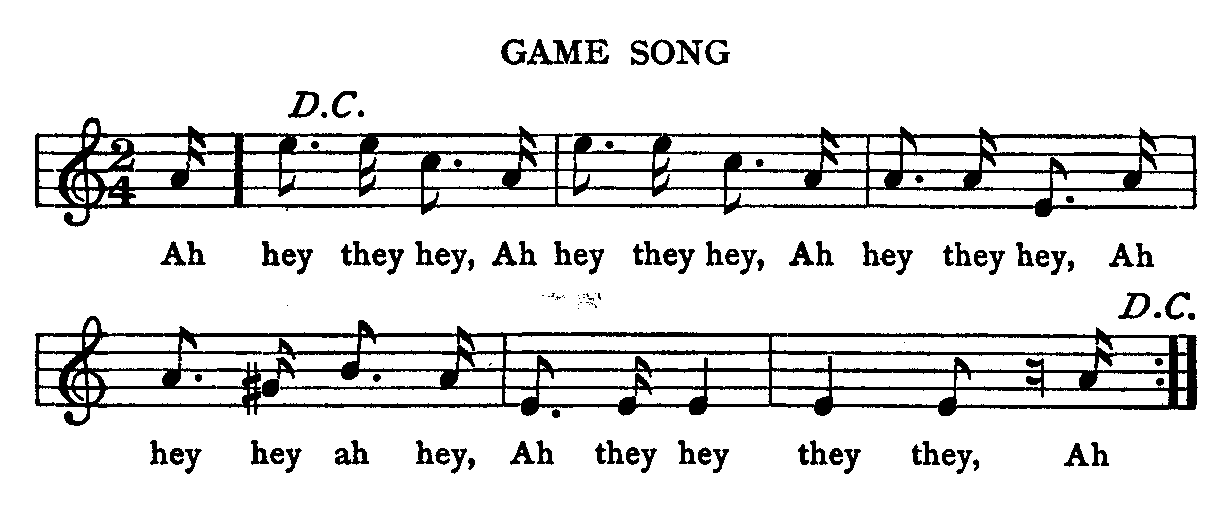 GAME SONG
D.C.
2
4
Ah hey they hey, Ah hey they hey, Ah hey they hey, Ah
D.C.
hey hey ah hey, Ah they hey they they, Ah